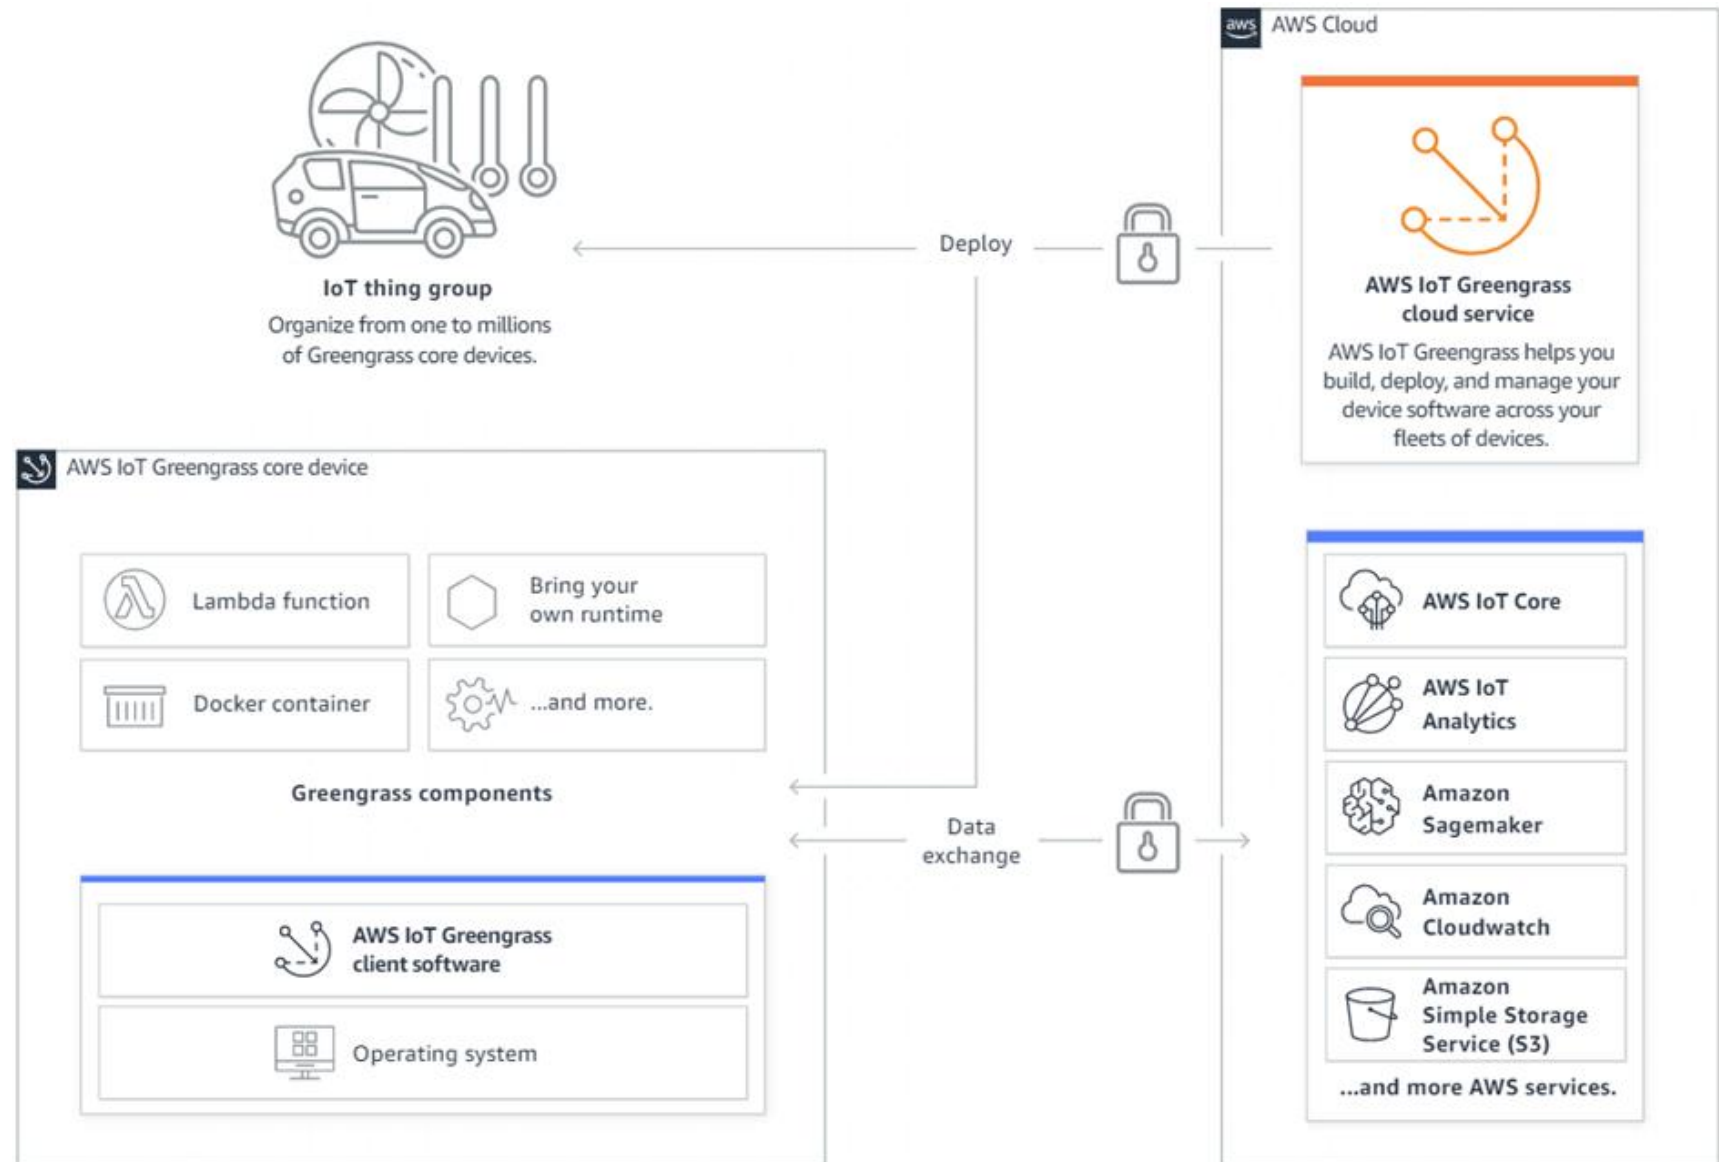 aws
AWS Cloud
AWS IoT Greengrass
cloud service
AWS IoT Greengrass helps you
build, deploy, and manage your
device software across your
fleets of devices.
Deploy
IoT thing group
Organize from one to millions
of Greengrass core devices.
AWS IoT Greengrass core device
Lambda function
Bring your
own runtime
Docker container
...and more.
Greengrass components
AWS IoT Greengrass
client software
Operating system
Data
exchange
AWS IoT Core
AWS IoT
Analytics
Amazon
Sagemaker
Amazon
Cloudwatch
Amazon
Simple Storage
Service (S3)
...and more AWS services.